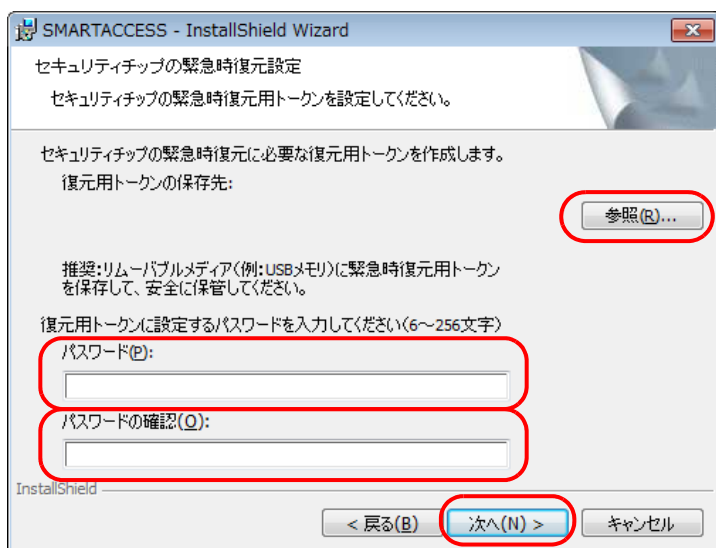 SMARTACCESS - InstallShield Wizard
セキュリティチップの緊急時復元設定
セキュリティチップの緊急時復元用トークンを設定してください。
セキュリティチップの緊急時復元に必要な復元用トークンを作成します。
復元用トークンの保存先:
参照(R)...
推奨:リムーバブルメディア(例:USBメモリ)に緊急時復元用トークン
を保存して、安全に保管してください。
復元用トークンに設定するパスワードを入力してください(6～256文字)
パスワード(P):
パスワードの確認(O):
InstallShield
< 戻る(B)
次へ(N) >
キャンセル